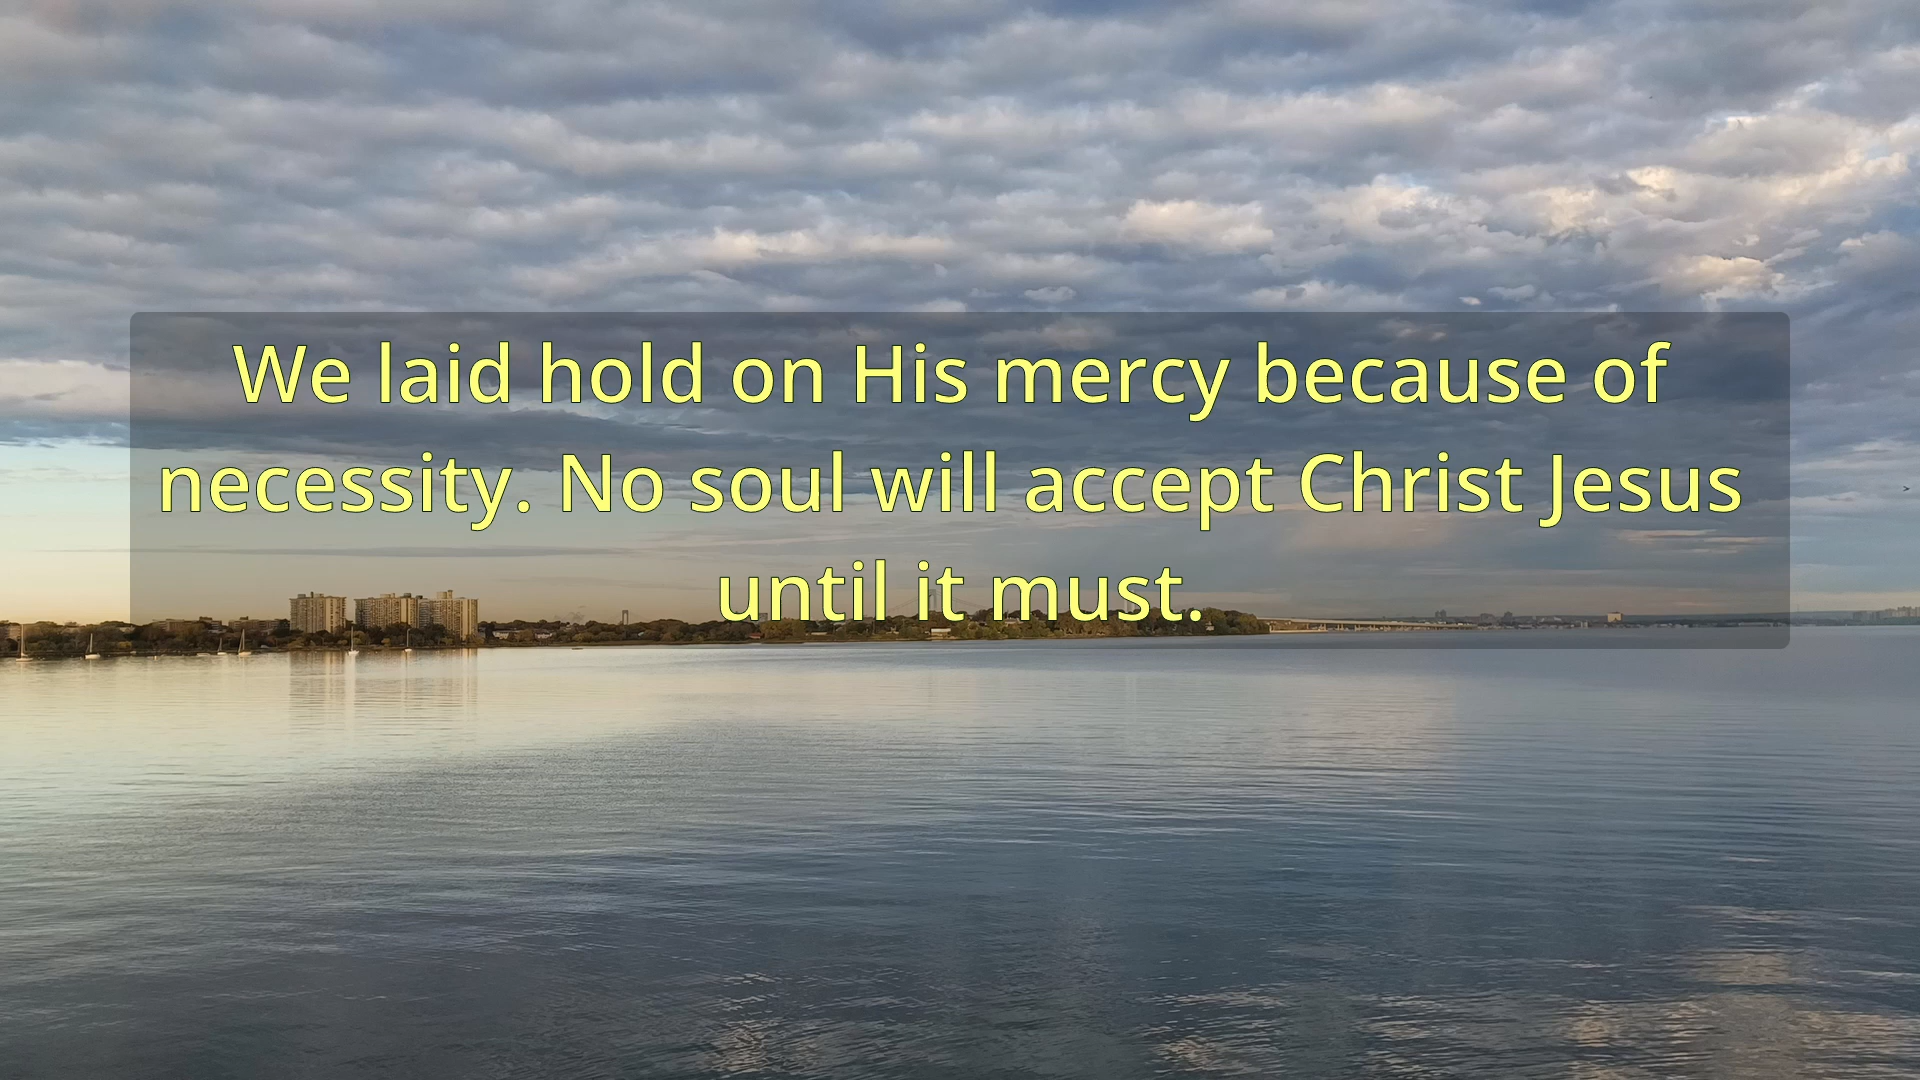 We laid hold on His mercy because of
necessity. No soul will accept Christ Jesus
until it must.